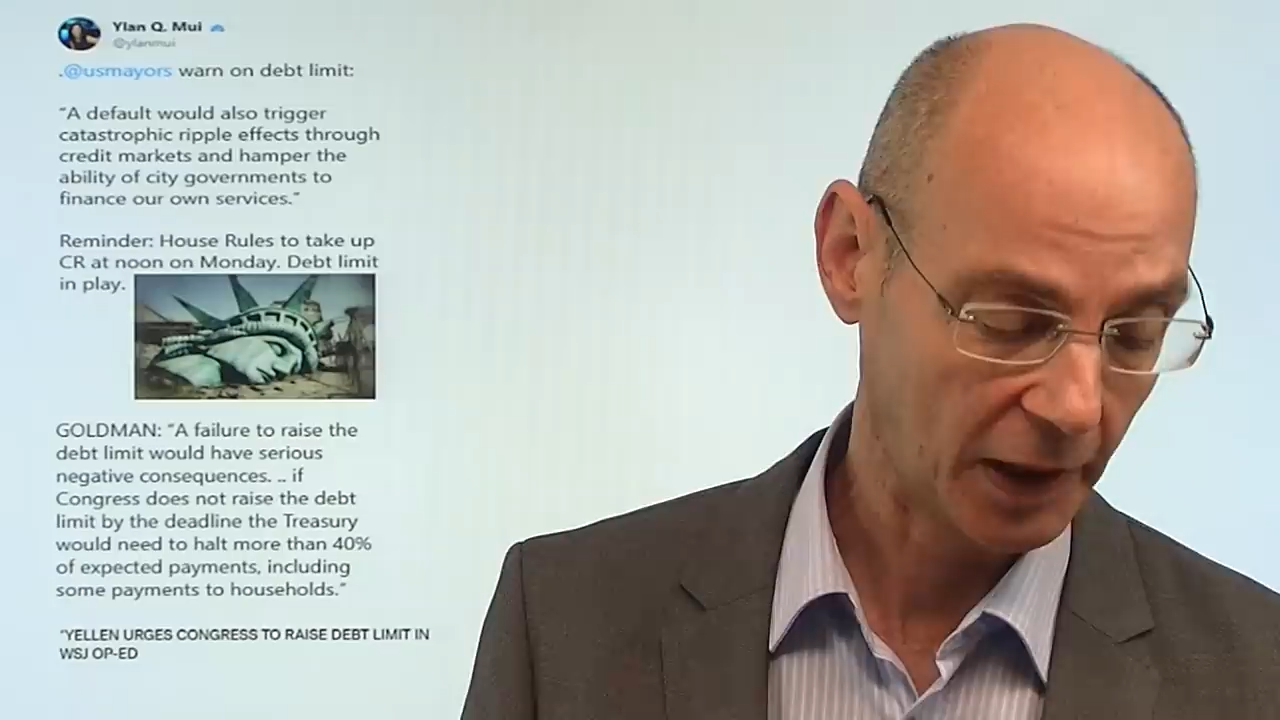 Ylan Q. Mui
@ylanmui
.@usmayors warn on debt limit:
"A default would also trigger
catastrophic ripple effects through
credit markets and hamper the
ability of city governments to
finance our own services."
Reminder: House Rules to take up
CR at noon on Monday. Debt limit
in play.
GOLDMAN: "A failure to raise the
debt limit would have serious
negative consequences. .. if
Congress does not raise the debt
limit by the deadline the Treasury
would need to halt more than 40%
of expected payments, including
some payments to households."
"YELLEN URGES CONGRESS TO RAISE DEBT LIMIT IN
WSJ OP-ED